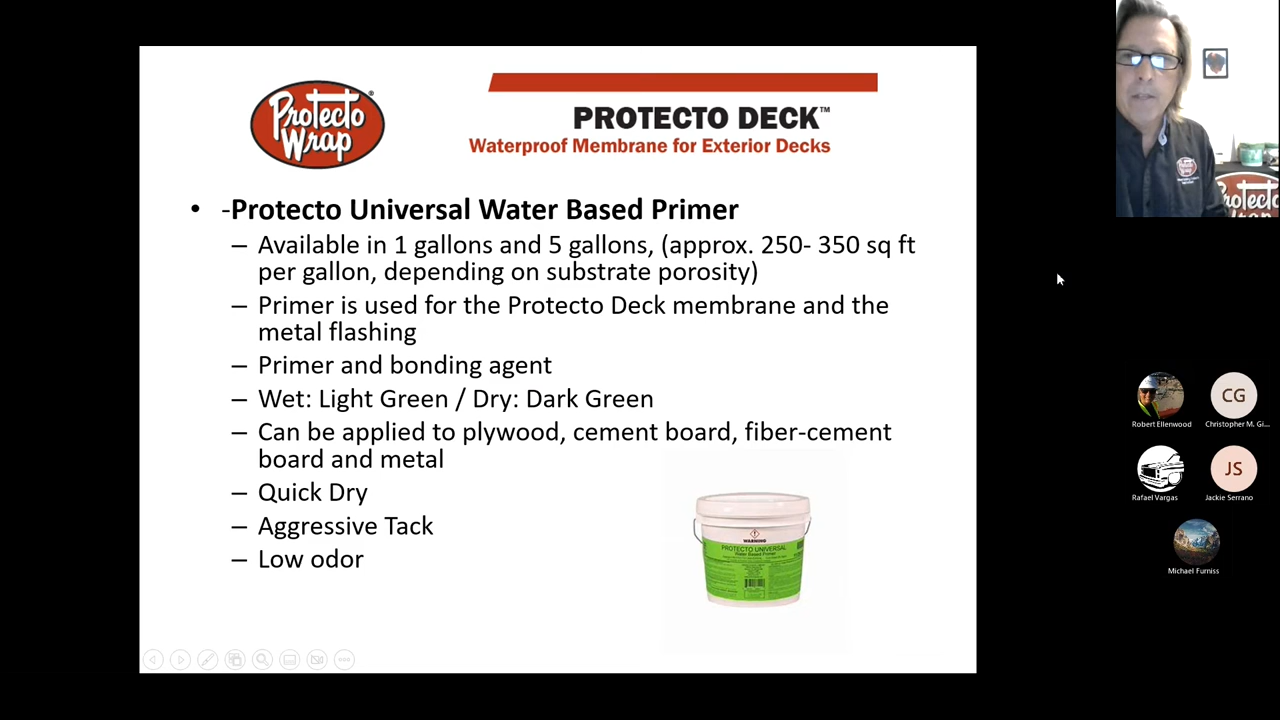 Protecto
Wrap
®
PROTECTO DECK™
Waterproof Membrane for Exterior Decks
• -Protecto Universal Water Based Primer
– Available in 1 gallons and 5 gallons, (approx. 250- 350 sq ft
per gallon, depending on substrate porosity)
– Primer is used for the Protecto Deck membrane and the
metal flashing
– Primer and bonding agent
– Wet: Light Green / Dry: Dark Green
– Can be applied to plywood, cement board, fiber-cement
board and metal
– Quick Dry
– Aggressive Tack
– Low odor
WARNING
PROTECTO UNIVERSAL
Water Based Primer
Protecto
Wrap
Robert Ellenwood
CG
Christopher M. Gi...
Rafael Vargas
JS
Jackie Serrano
Michael Furniss